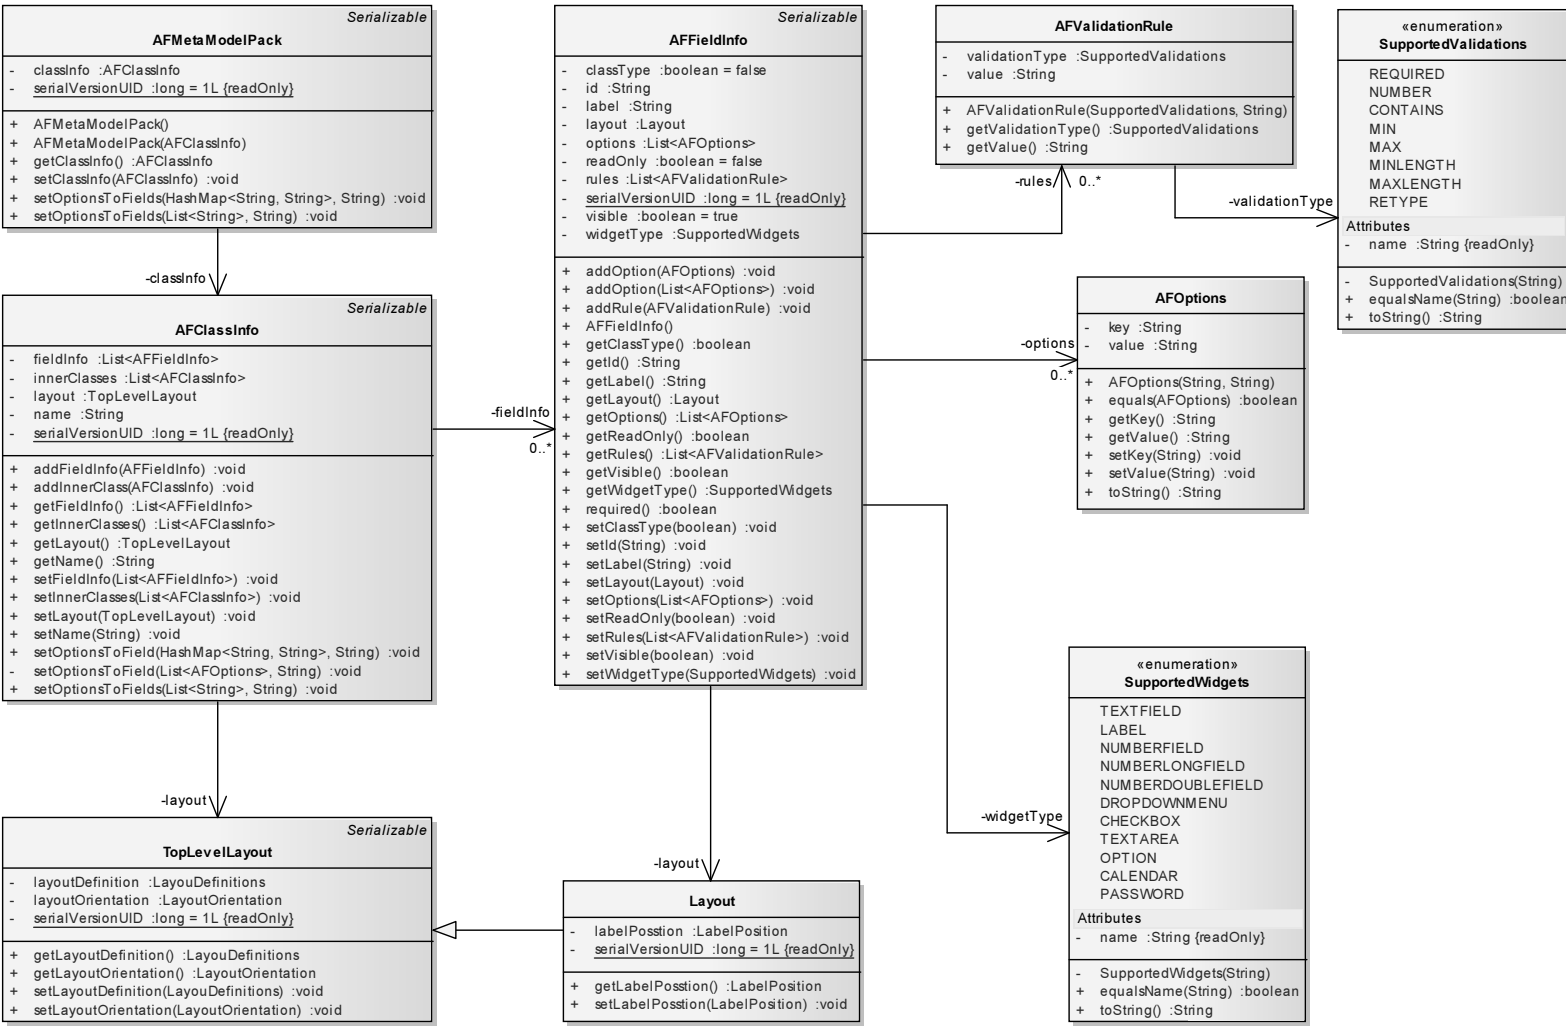 Serializable
AFMetaModelPack
- classInfo :AFClassInfo
- serialVersionUID :long = 1L {readOnly}
+ AFMetaModelPack()
+ AFMetaModelPack(AFClassInfo)
+ getClassInfo() :AFClassInfo
+ setClassInfo(AFClassInfo) :void
+ setOptionsToFields(HashMap<String, String>, String) :void
+ setOptionsToFields(List<String>, String) :void
-classInfo
Serializable
AFClassInfo
- fieldInfo :List<AFFieldInfo>
- innerClasses :List<AFClassInfo>
- layout :TopLevelLayout
- name :String
- serialVersionUID :long = 1L {readOnly}
+ addFieldInfo(AFFieldInfo) :void
+ addInnerClass(AFClassInfo) :void
+ getFieldInfo() :List<AFFieldInfo>
+ getInnerClasses() :List<AFClassInfo>
+ getLayout() :TopLevelLayout
+ getName() :String
+ setFieldInfo(List<AFFieldInfo>) :void
+ setInnerClasses(List<AFClassInfo>) :void
+ setLayout(TopLevelLayout) :void
+ setName(String) :void
+ setOptionsToField(HashMap<String, String>, String) :void
- setOptionsToField(List<AFOptions>, String) :void
+ setOptionsToFields(List<String>, String) :void
-layout
Serializable
TopLevelLayout
- layoutDefinition :LayouDefinitions
- layoutOrientation :LayoutOrientation
- serialVersionUID :long = 1L {readOnly}
+ getLayoutDefinition() :LayouDefinitions
+ getLayoutOrientation() :LayoutOrientation
+ setLayoutDefinition(LayouDefinitions) :void
+ setLayoutOrientation(LayoutOrientation) :void
-fieldInfo
0..*
Serializable
AFFieldInfo
- classType :boolean = false
- id :String
- label :String
- layout :Layout
- options :List<AFOptions>
- readOnly :boolean = false
- rules :List<AFValidationRule>
- serialVersionUID :long = 1L {readOnly}
- visible :boolean = true
- widgetType :SupportedWidgets
+ addOption(AFOptions) :void
+ addOption(List<AFOptions>) :void
+ addRule(AFValidationRule) :void
+ AFFieldInfo()
+ getClassType() :boolean
+ getId() :String
+ getLabel() :String
+ getLayout() :Layout
+ getOptions() :List<AFOptions>
+ getReadOnly() :boolean
+ getRules() :List<AFValidationRule>
+ getVisible() :boolean
+ getWidgetType() :SupportedWidgets
+ required() :boolean
+ setClassType(boolean) :void
+ setId(String) :void
+ setLabel(String) :void
+ setLayout(Layout) :void
+ setOptions(List<AFOptions>) :void
+ setReadOnly(boolean) :void
+ setRules(List<AFValidationRule>) :void
+ setVisible(boolean) :void
+ setWidgetType(SupportedWidgets) :void
-layout
Layout
- labelPosstion :LabelPosition
- serialVersionUID :long = 1L {readOnly}
+ getLabelPosstion() :LabelPosition
+ setLabelPosstion(LabelPosition) :void
AFValidationRule
- validationType :SupportedValidations
- value :String
+ AFValidationRule(SupportedValidations, String)
+ getValidationType() :SupportedValidations
+ getValue() :String
-rules
0..*
-validationType
«enumeration»
SupportedValidations
REQUIRED
NUMBER
CONTAINS
MIN
MAX
MINLENGTH
MAXLENGTH
RETYPE
Attributes
- name :String {readOnly}
- SupportedValidations(String)
+ equalsName(String) :boolean
+ toString() :String
-options
0..*
AFOptions
- key :String
- value :String
+ AFOptions(String, String)
+ equals(AFOptions) :boolean
+ getKey() :String
+ getValue() :String
+ setKey(String) :void
+ setValue(String) :void
+ toString() :String
-widgetType
«enumeration»
SupportedWidgets
TEXTFIELD
LABEL
NUMBERFIELD
NUMBERLONGFIELD
NUMBERDOUBLEFIELD
DROPDOWNMENU
CHECKBOX
TEXTAREA
OPTION
CALENDAR
PASSWORD
Attributes
- name :String {readOnly}
- SupportedWidgets(String)
+ equalsName(String) :boolean
+ toString() :String